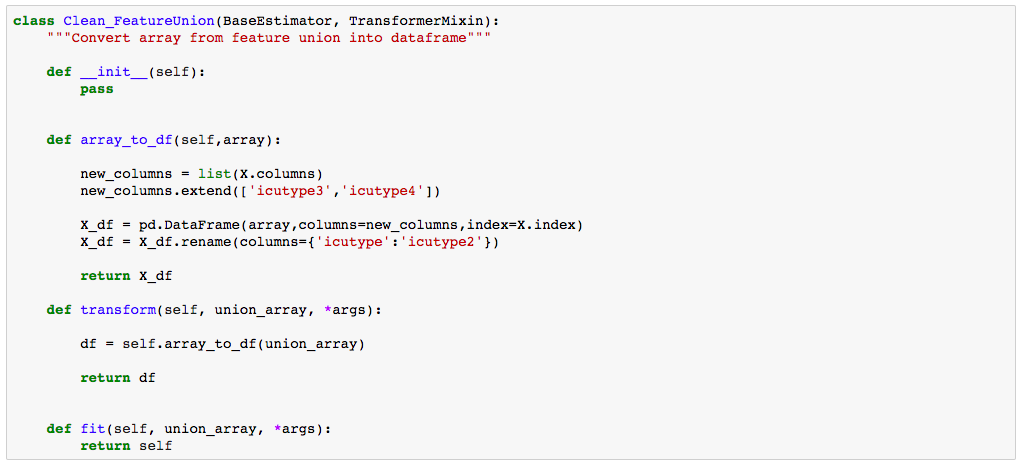 class Clean_FeatureUnion(BaseEstimator, TransformerMixin):
    """Convert array from feature union into dataframe"""
    def __init__(self):
        pass
    def array_to_df(self,array):
        new_columns = list(X.columns)
        new_columns.extend(['icutype3','icutype4'])
        X_df = pd.DataFrame(array,columns=new_columns,index=X.index)
        X_df = X_df.rename(columns={'icutype':'icutype2'})
        return X_df
    def transform(self, union_array, *args):
        df = self.array_to_df(union_array)
        return df
    def fit(self, union_array, *args):
        return self